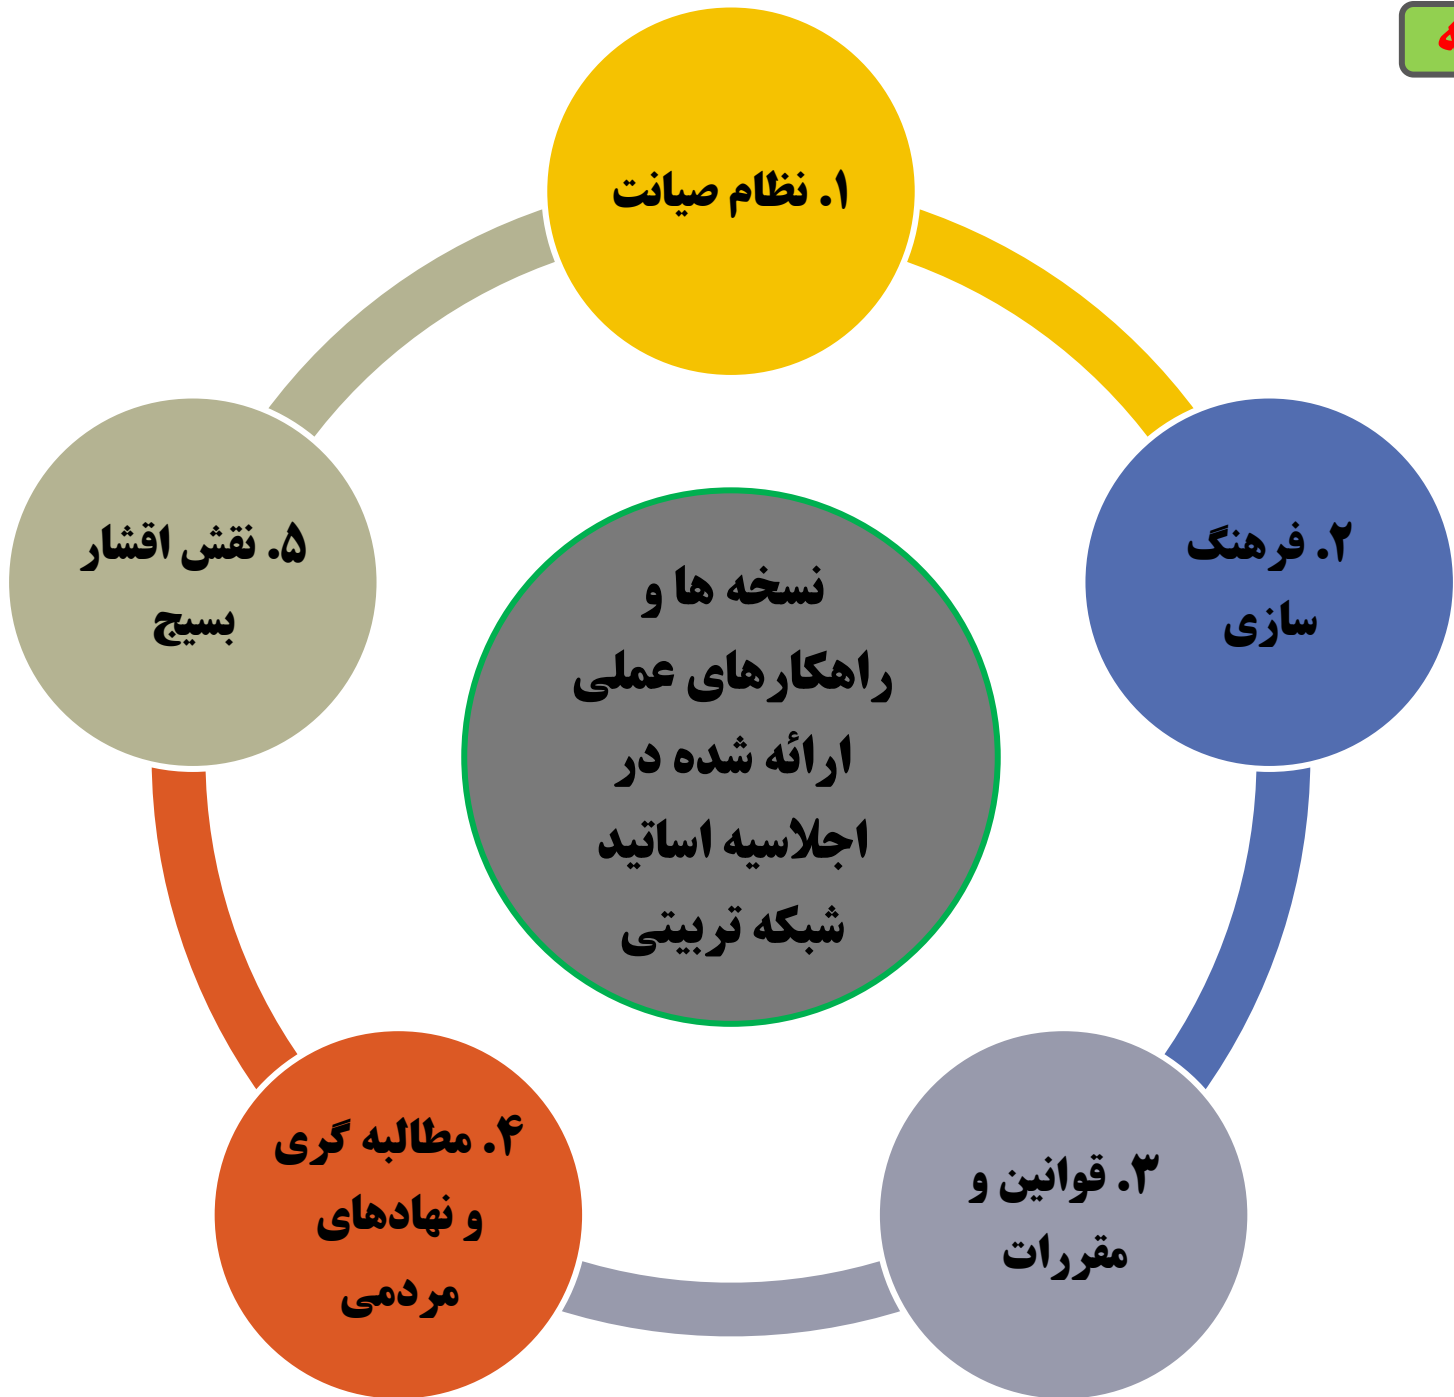 ۱. نظام صیانت
۲. فرهنگ
سازی
۳. قوانین و
مقررات
۴. مطالبه گری
و نهادهای
مردمی
۵. نقش اقشار
بسیج
نسخه ها و
راهکارهای عملی
ارائه شده در
اجلاسیه اساتید
شبکه تربیتی